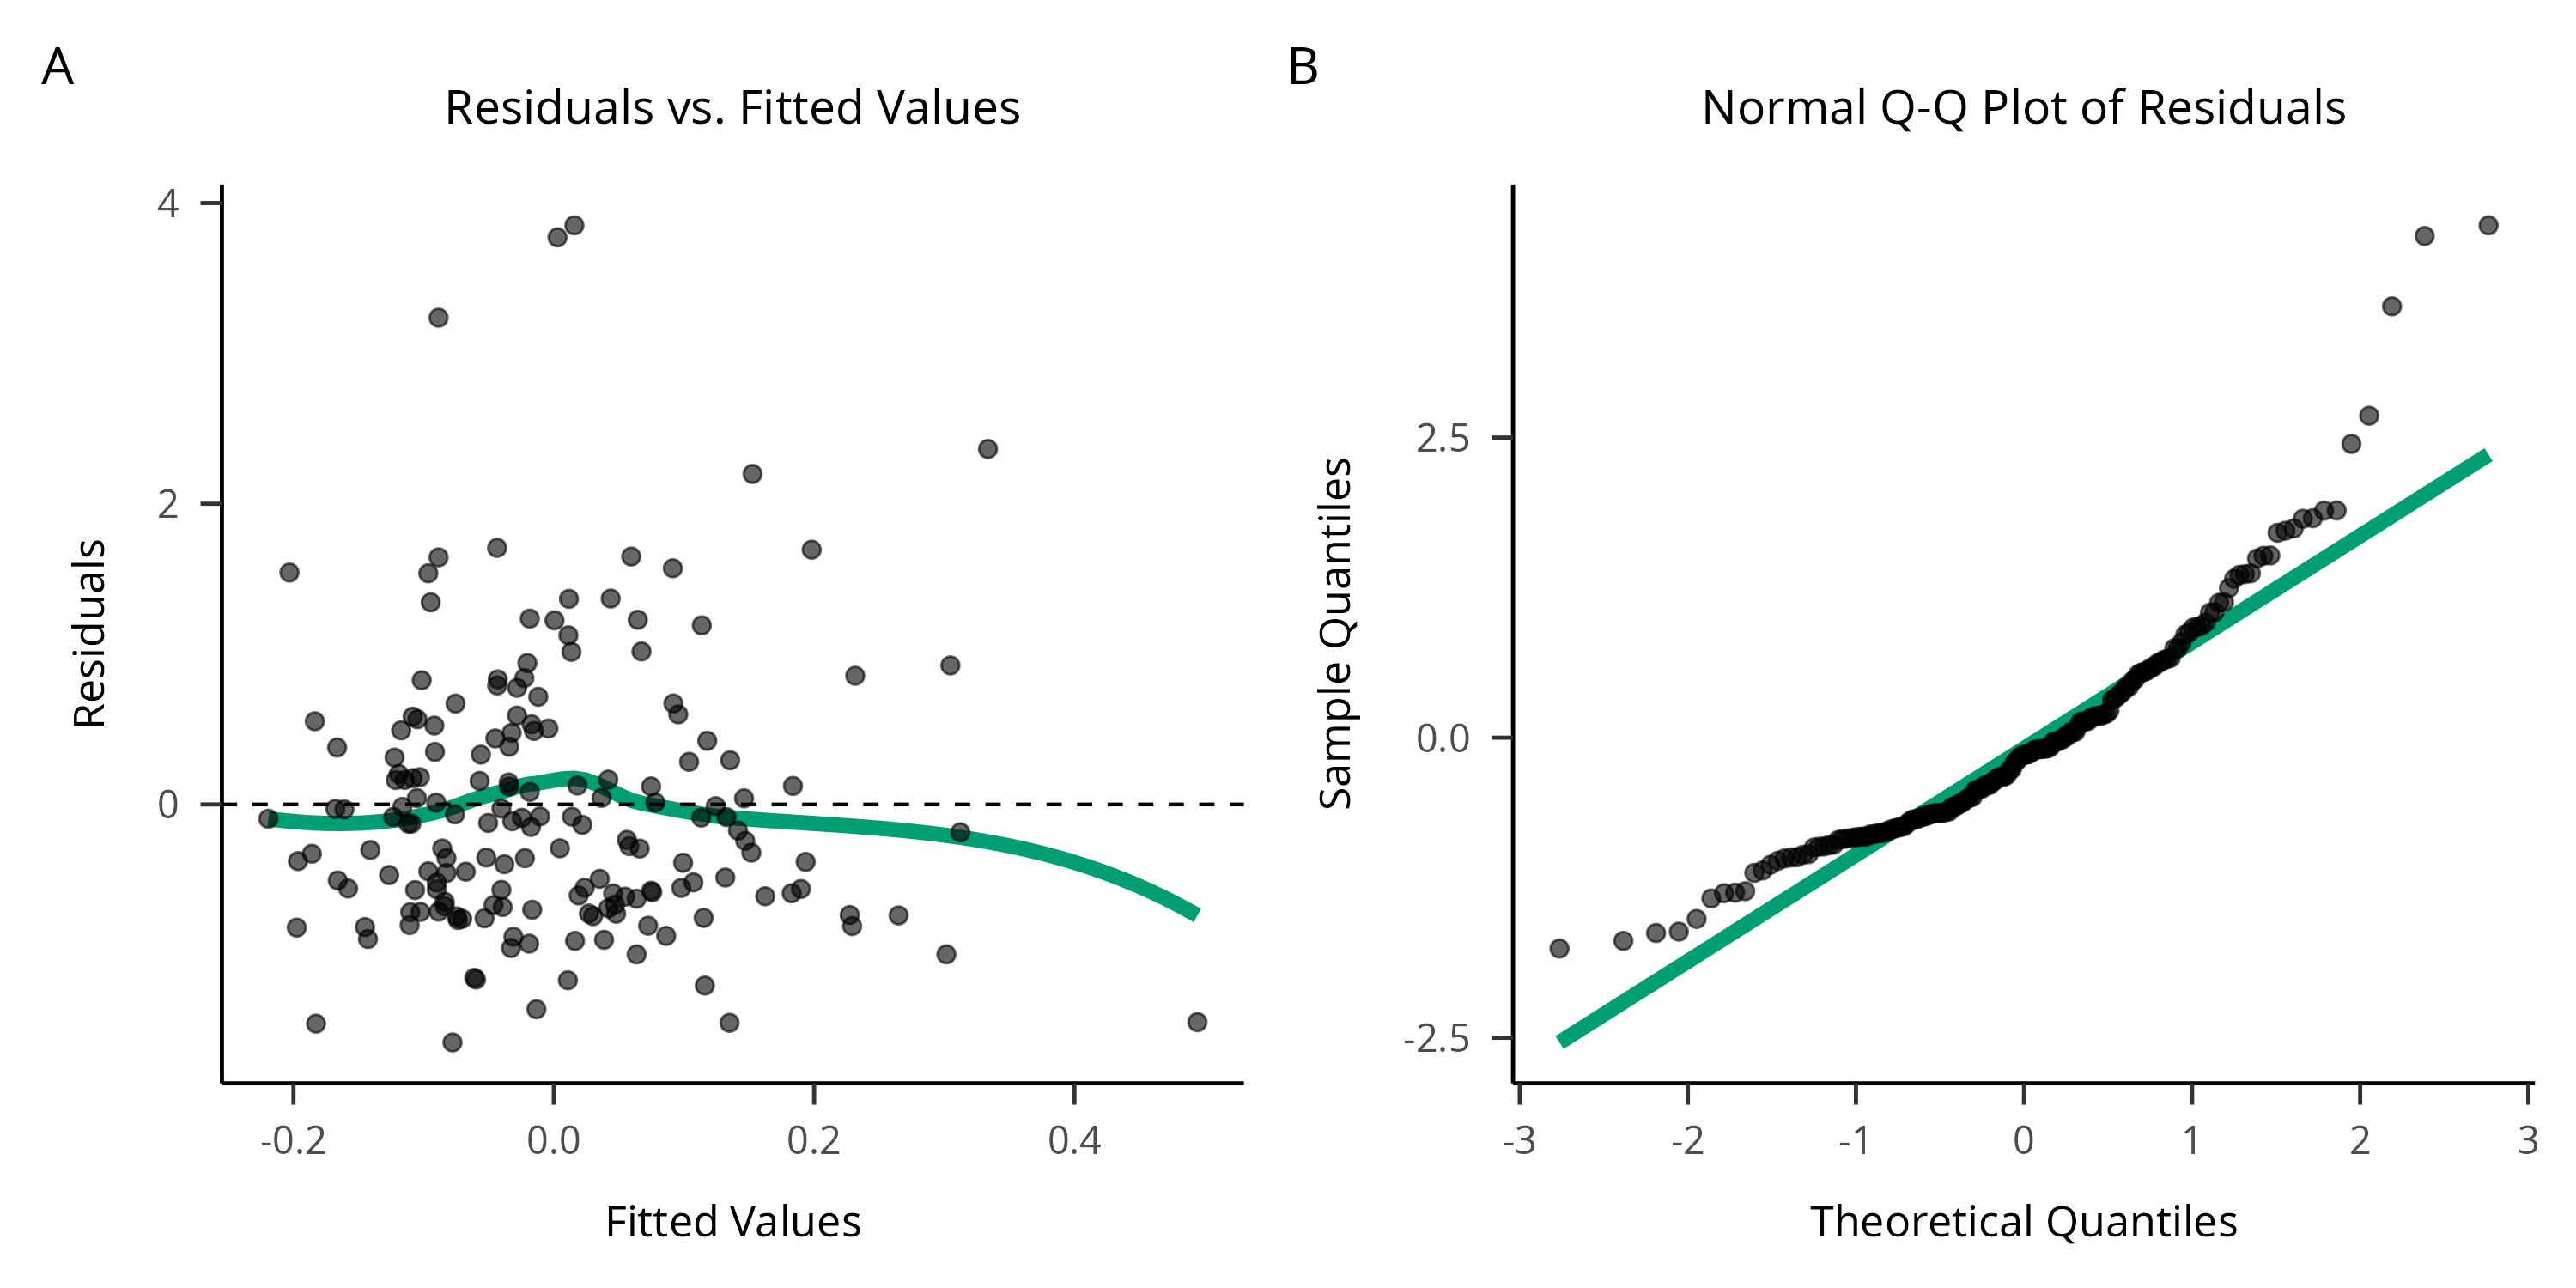 A
Residuals vs. Fitted Values
Residuals
4
2
0
-0.2 0.0 0.2 0.4
Fitted Values
B
Normal Q-Q Plot of Residuals
Sample Quantiles
2.5
0.0
-2.5
-3 -2 -1 0 1 2 3
Theoretical Quantiles